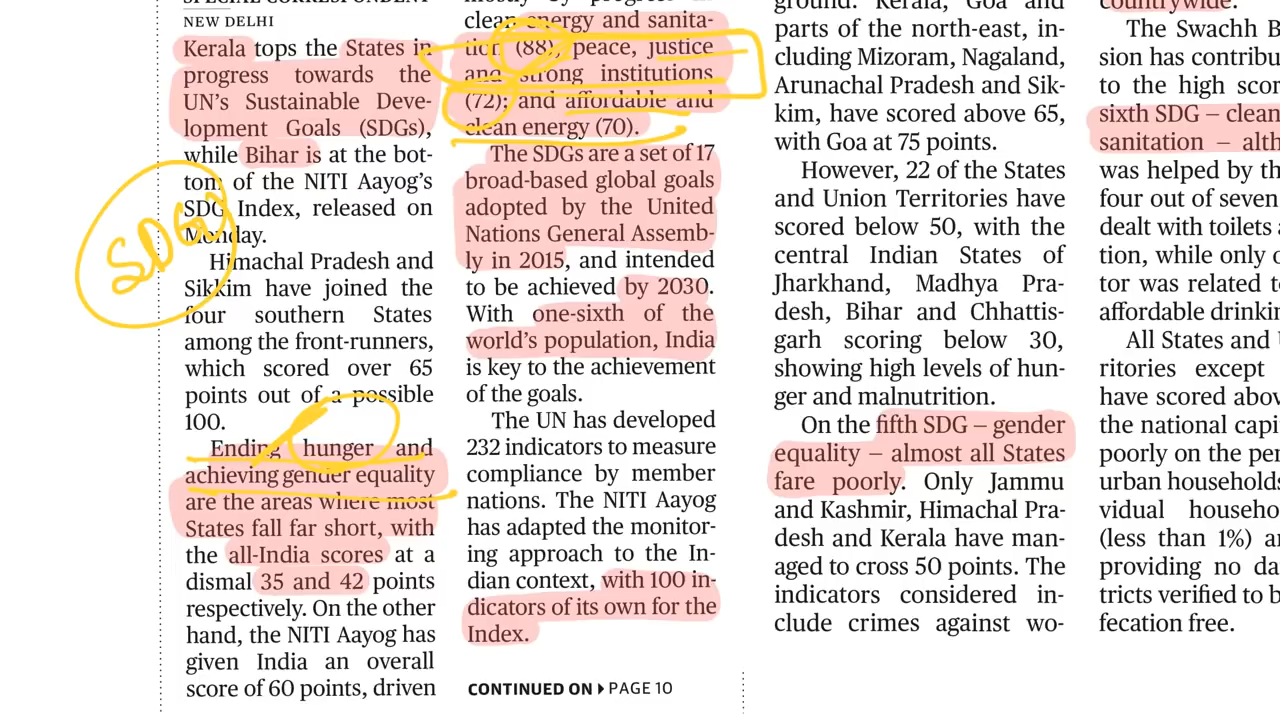 SPECIAL CORRESPONDENT
NEW DELHI
Kerala tops the States in
progress towards the
UN's Sustainable Deve-
lopment Goals (SDGs),
while Bihar is at the bot-
tom of the NITI Aayog's
SDG Index, released on
Monday.
Himachal Pradesh and
Sikkim have joined the
four southern States
among the front-runners,
which scored over 65
points out of a possible
100.
Ending hunger and
achieving gender equality
are the areas where most
States fall far short, with
the all-India scores at a
dismal 35 and 42 points
respectively. On the other
hand, the NITI Aayog has
given India an overall
score of 60 points, driven
mostly by progress in
clean energy and sanita-
tion (88), peace, justice
and strong institutions
(72); and affordable and
clean energy (70).
The SDGs are a set of 17
broad-based global goals
adopted by the United
Nations General Assemb-
ly in 2015, and intended
to be achieved by 2030.
With one-sixth of the
world's population, India
is key to the achievement
of the goals.
The UN has developed
232 indicators to measure
compliance by member
nations. The NITI Aayog
has adapted the monitor-
ing approach to the In-
dian context, with 100 in-
dicators of its own for the
Index.
CONTINUED ON PAGE 10
ground. Kerala, Goa and
parts of the north-east, in-
cluding Mizoram, Nagaland,
Arunachal Pradesh and Sik-
kim, have scored above 65,
with Goa at 75 points.
However, 22 of the States
and Union Territories have
scored below 50, with the
central Indian States of
Jharkhand, Madhya Pra-
desh, Bihar and Chhattis-
garh scoring below 30,
showing high levels of hun-
ger and malnutrition.
On the fifth SDG – gender
equality – almost all States
fare poorly. Only Jammu
and Kashmir, Himachal Pra-
desh and Kerala have man-
aged to cross 50 points. The
indicators considered in-
clude crimes against wo-
countrywide.
The Swachh B
sion has contribu
to the high scor
sixth SDG – clean
sanitation – alth
was helped by th
four out of seven
dealt with toilets a
tion, while only o
tor was related to
affordable drinkin
All States and U
ritories except
have scored abov
the national capi
poorly on the per
urban households
vidual househo
(less than 1%) an
providing no da
tricts verified to b
fecation free.
SDGs